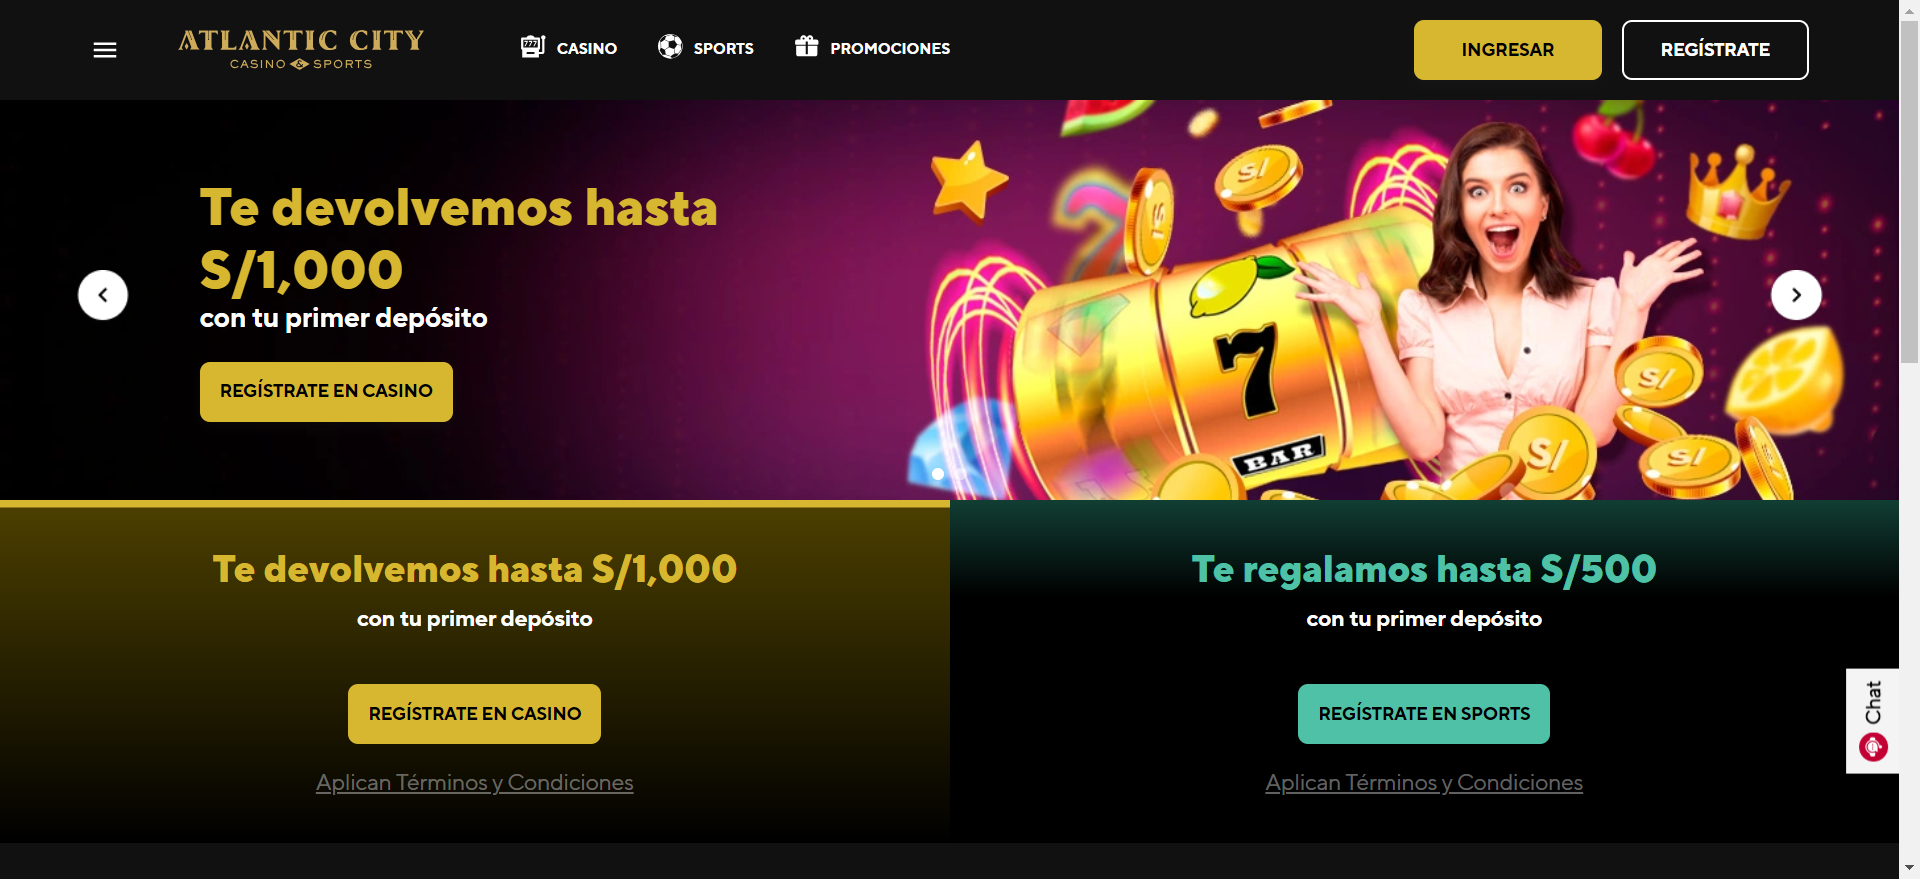 ATLANTIC CITY
CASINO & SPORTS
CASINO
SPORTS
PROMOCIONES
INGRESAR
REGÍSTRATE
Te devolvemos hasta
S/1,000
con tu primer depósito
REGÍSTRATE EN CASINO
S/
S/
7
BAR
S/
S/
S/
Te devolvemos hasta S/1,000
con tu primer depósito
REGÍSTRATE EN CASINO
Aplican Términos y Condiciones
Te regalamos hasta S/500
con tu primer depósito
REGÍSTRATE EN SPORTS
Aplican Términos y Condiciones
Chat